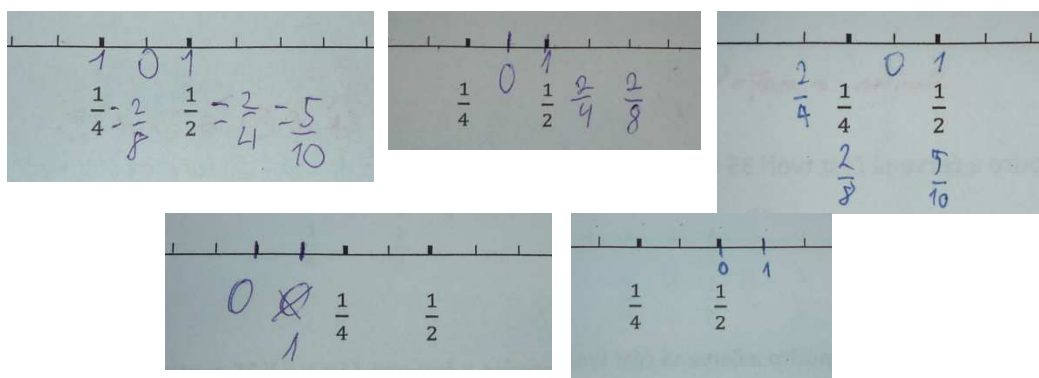 1 0 1
1/4 = 2/8 1/2 = 2/4 = 5/10
0 1
1/4 1/2 2/4 2/8
0 1
2/4 1/4 1/2
2/8 5/10
0 0 1/4 1/2
1
0 1
1/4 1/2